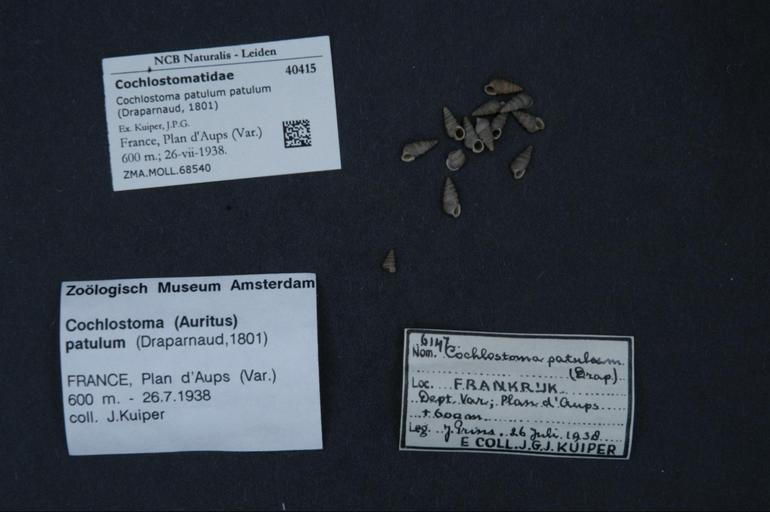 NCB Naturalis - Leiden
Cochlostomatidae 40415
Cochlostoma patulum patulum
(Draparnaud, 1801)
Ex. Kuiper, J.P.G.
France, Plan d'Aups (Var.)
600 m.; 26-vii-1938.
ZMA.MOLL.68540
Zoölogisch Museum Amsterdam
Cochlostoma (Auritus)
patulum (Draparnaud,1801)
FRANCE, Plan d'Aups (Var.)
600 m. - 26.7.1938
coll. J.Kuiper
6147
Nom. Cochlostoma patulum
(Drap)
Loc. FRANKRIJK
Dept. Var; Plan d'Aups
± 600 m
Leg. J. Prins. 26 Juli 1938
E COLL. J.G.J. KUIPER